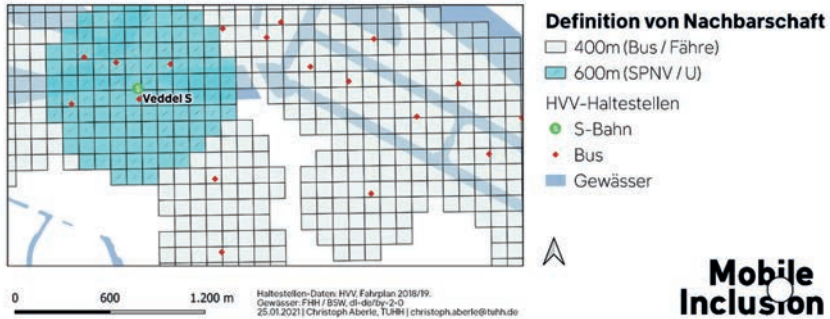 Veddel S
Definition von Nachbarschaft
400m (Bus / Fähre)
600m (SPNV / U)
HVV-Haltestellen
S S-Bahn
Bus
Gewässer
0 600 1.200 m
Haltestellen-Daten: HVV, Fahrplan 2018/19.
Gewässer: FHH / BSW, dl-de/by-2-0
25.01.2021 | Christoph Aberle, TUHH | christoph.aberle@tuhh.de
Mobile
Inclusion